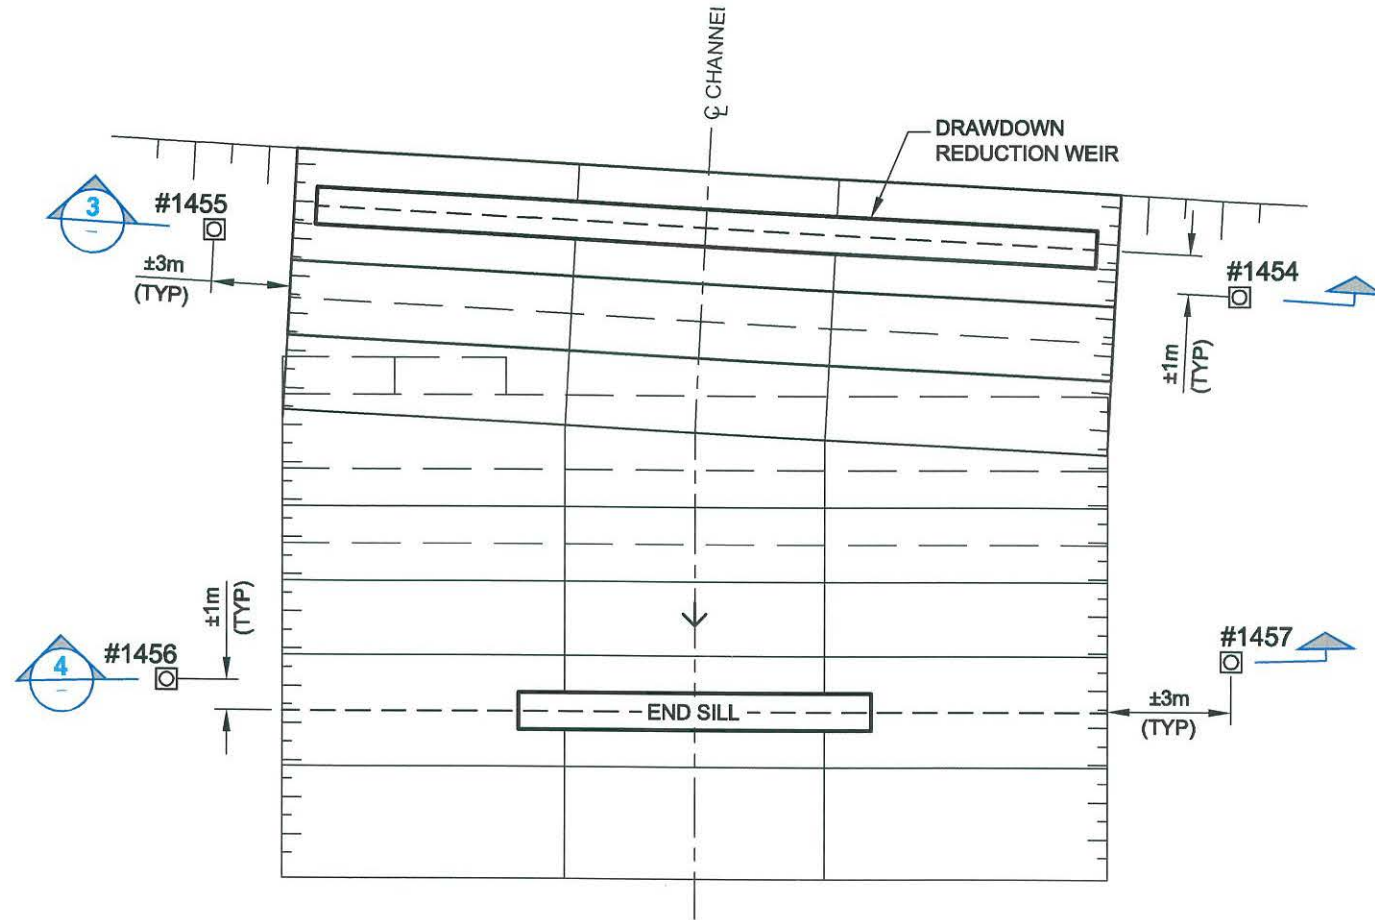 ℄ CHANNEL
DRAWDOWN
REDUCTION WEIR
3
–
#1455
±3m
(TYP)
#1454
±1m
(TYP)
±1m
(TYP)
4
–
#1456
#1457
END SILL
±3m
(TYP)